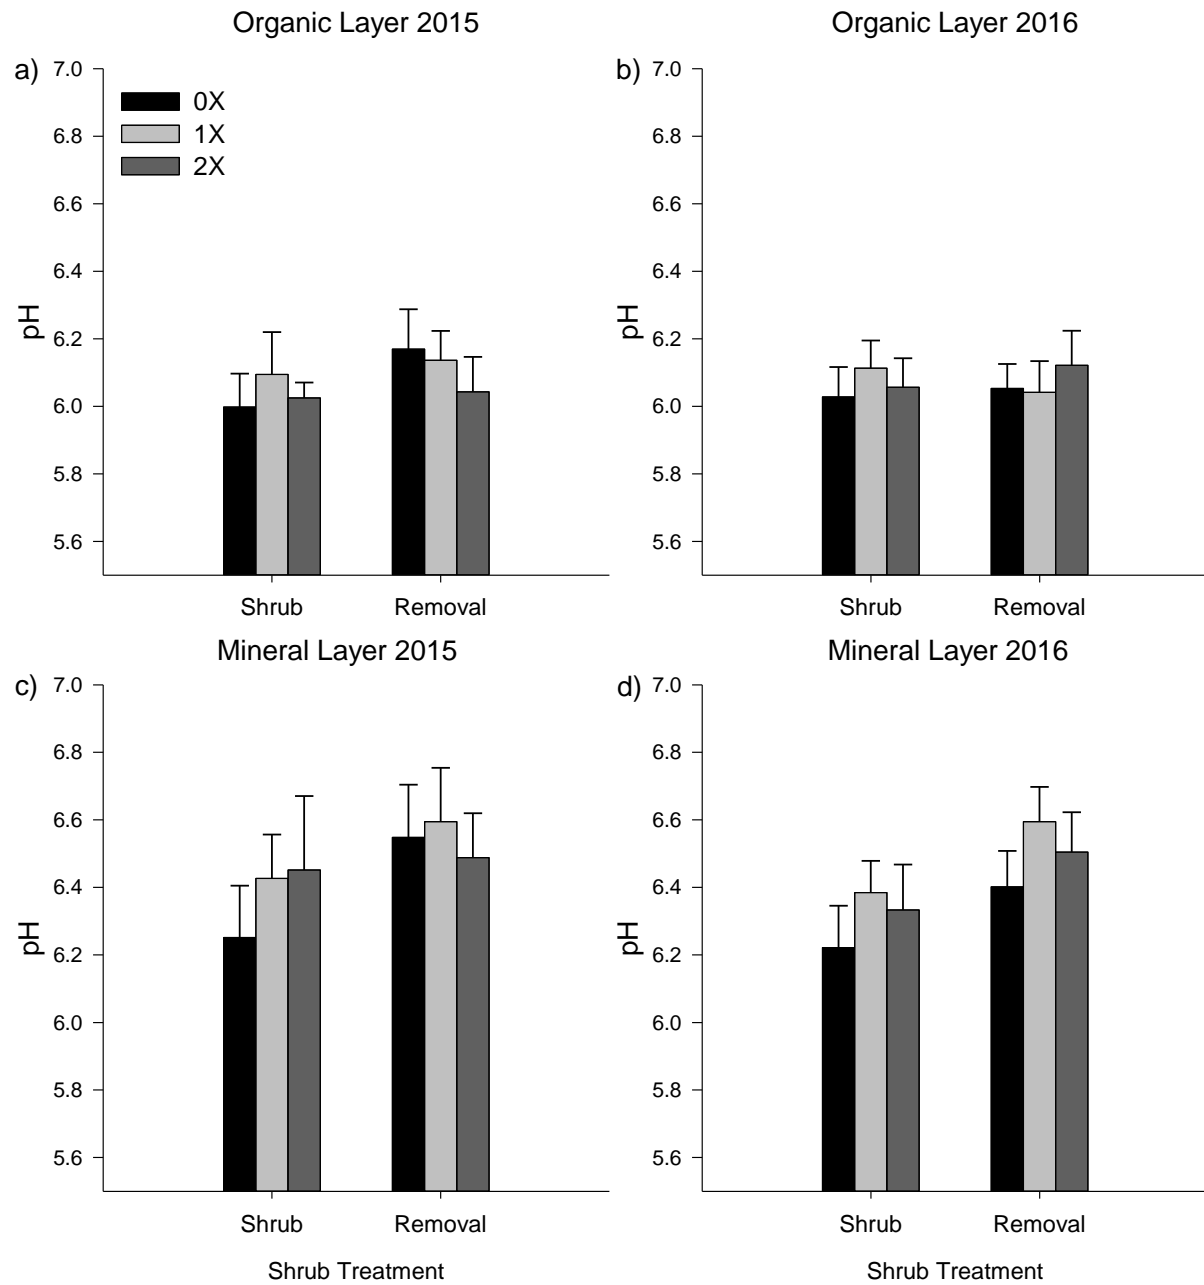 Organic Layer 2015
a)
7.0
6.8
6.6
6.4
6.2
6.0
5.8
5.6
pH
0X
1X
2X
Shrub Removal
Organic Layer 2016
b)
7.0
6.8
6.6
6.4
6.2
6.0
5.8
5.6
pH
Shrub Removal
Mineral Layer 2015
c)
7.0
6.8
6.6
6.4
6.2
6.0
5.8
5.6
pH
Shrub Removal
Shrub Treatment
Mineral Layer 2016
d)
7.0
6.8
6.6
6.4
6.2
6.0
5.8
5.6
pH
Shrub Removal
Shrub Treatment